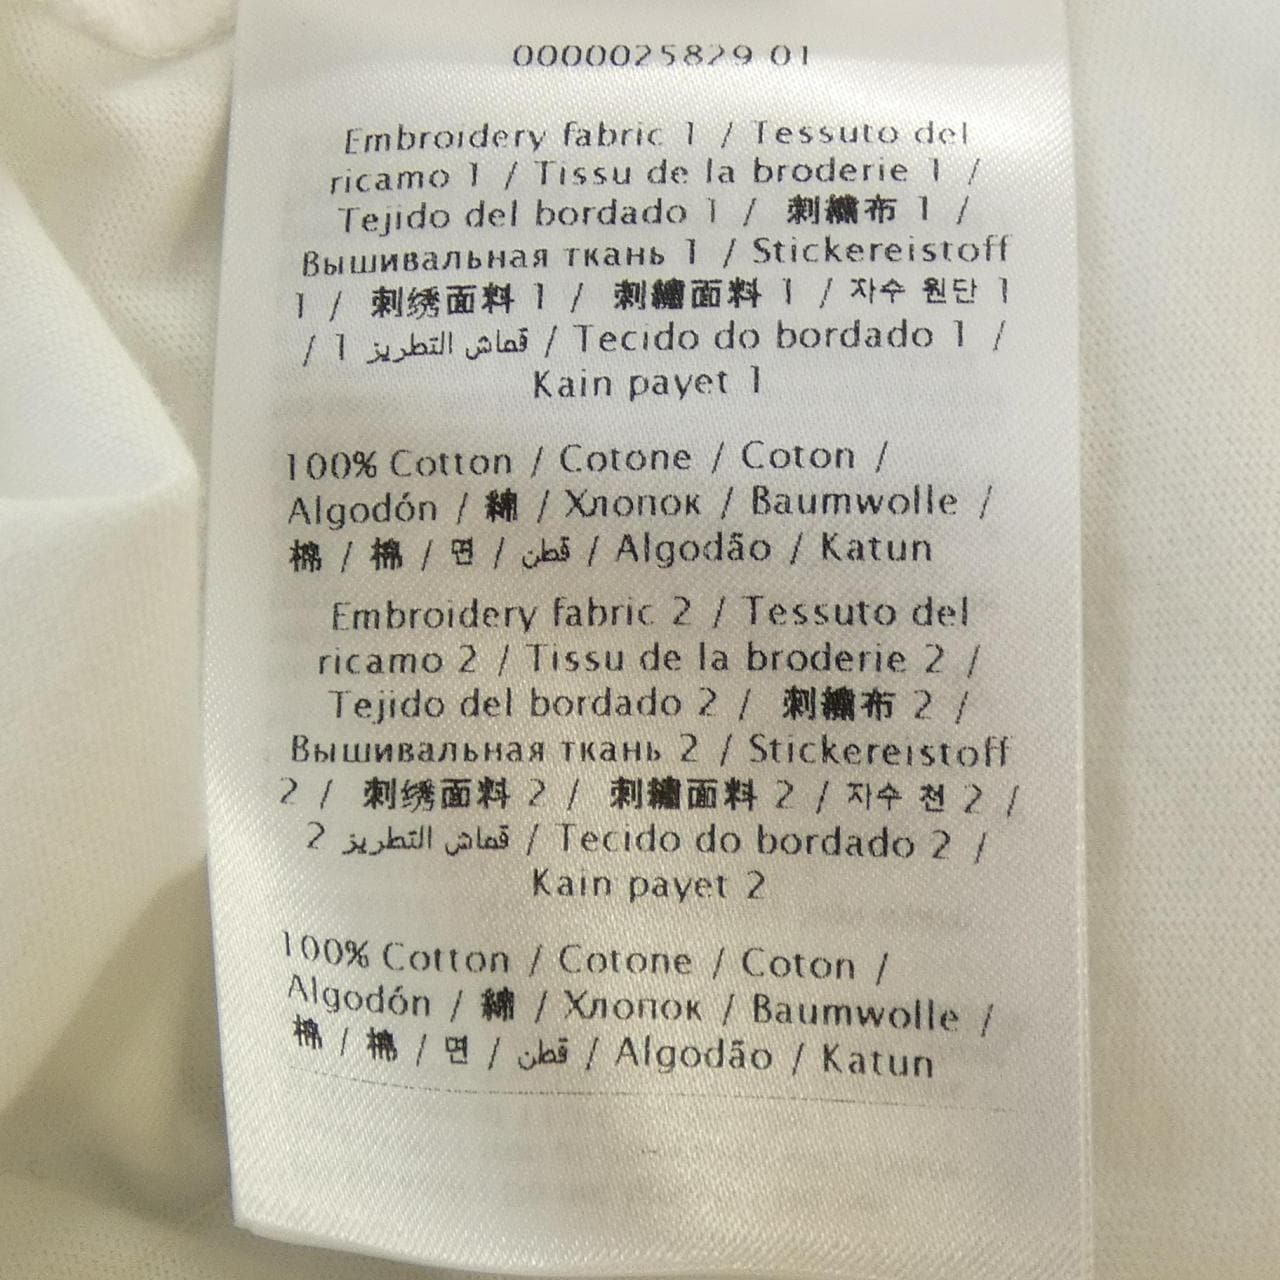 0000025829 01
Embroidery fabric 1 / Tessuto del
ricamo 1 / Tissu de la broderie 1 /
Tejido del bordado 1 / 刺繍布 1 /
Вышивальная ткань 1 / Stickereistoff
1 / 刺绣面料 1 / 刺繡面料 1 / 자수 원단 1
/ قماش التطريز 1 / Tecido do bordado 1 /
Kain payet 1
100% Cotton / Cotone / Coton /
Algodón / 綿 / Хлопок / Baumwolle /
棉 / 棉 / 면 / قطن / Algodão / Katun
Embroidery fabric 2 / Tessuto del
ricamo 2 / Tissu de la broderie 2 /
Tejido del bordado 2 / 刺繍布 2 /
Вышивальная ткань 2 / Stickereistoff
2 / 刺绣面料 2 / 刺繡面料 2 / 자수 천 2 /
قماش التطريز 2 / Tecido do bordado 2 /
Kain payet 2
100% Cotton / Cotone / Coton /
Algodón / 綿 / Хлопок / Baumwolle /
棉 / 棉 / 면 / قطن / Algodão / Katun